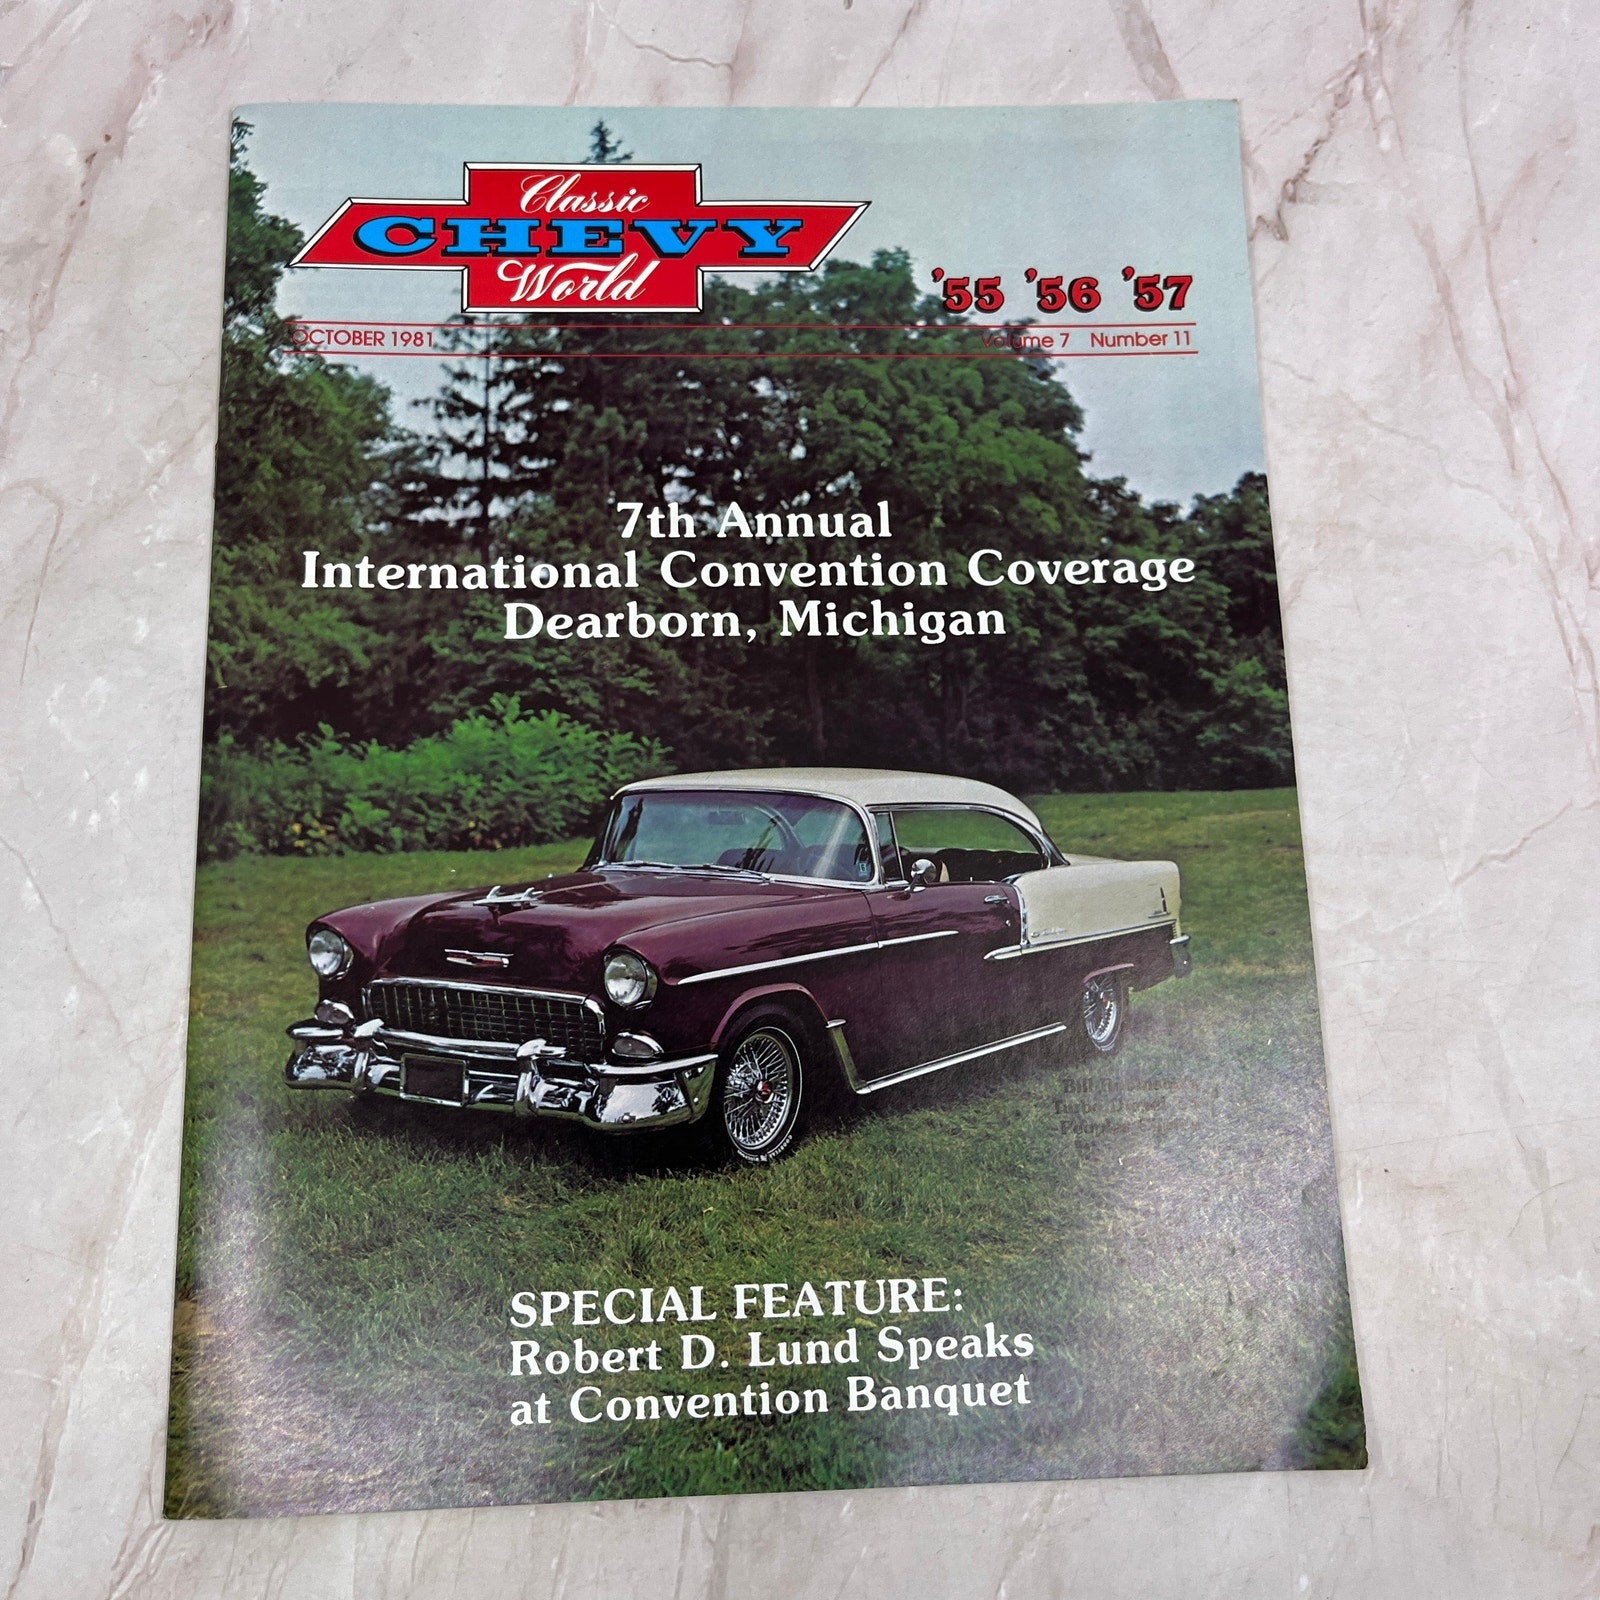 Classic
CHEVY
World
'55 '56 '57
OCTOBER 1981
Volume 7 Number 11
7th Annual
International Convention Coverage
Dearborn, Michigan
SPECIAL FEATURE:
Robert D. Lund Speaks
at Convention Banquet